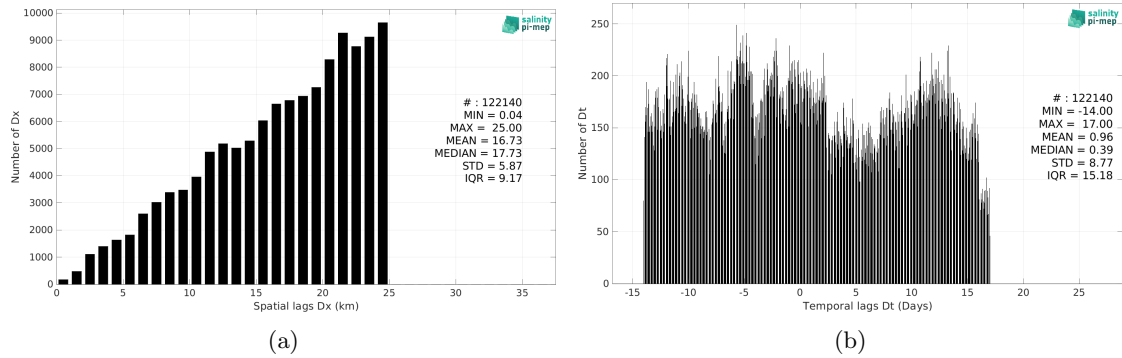 10000
9000
8000
7000
6000
5000
4000
3000
2000
1000
0
Number of Dx
salinity
pi-mep
# : 122140
MIN = 0.04
MAX = 25.00
MEAN = 16.73
MEDIAN = 17.73
STD = 5.87
IQR = 9.17
0 5 10 15 20 25 30 35
Spatial lags Dx (km)
(a)
250
200
150
100
50
0
Number of Dt
salinity
pi-mep
# : 122140
MIN = -14.00
MAX = 17.00
MEAN = 0.96
MEDIAN = 0.39
STD = 8.77
IQR = 15.18
-15 -10 -5 0 5 10 15 20 25
Temporal lags Dt (Days)
(b)